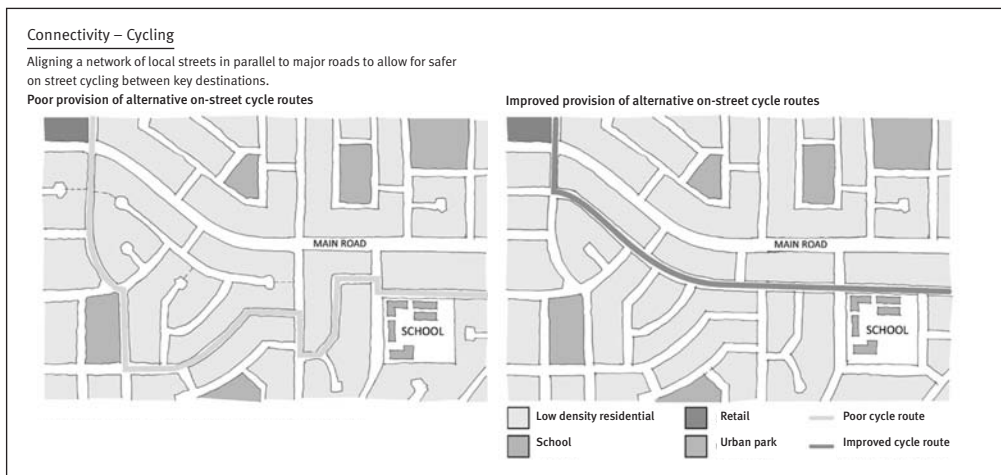 Connectivity – Cycling
Aligning a network of local streets in parallel to major roads to allow for safer
on street cycling between key destinations.
Poor provision of alternative on-street cycle routes
MAIN ROAD
SCHOOL
Improved provision of alternative on-street cycle routes
MAIN ROAD
SCHOOL
Low density residential
Retail
Poor cycle route
School
Urban park
Improved cycle route